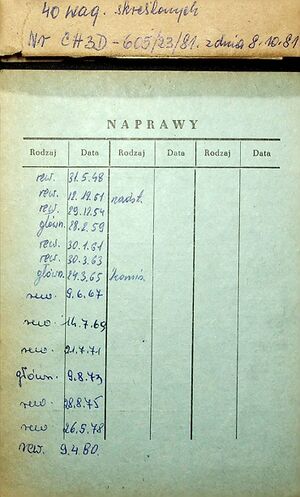 40 wag. skreślonych
Nr CH3D-605/23/81. z dnia 8.10.81
NAPRAWY
Rodzaj Data Rodzaj Data Rodzaj Data
rew. 31.5.48
rew. 12.12.51 nadst.
rew. 29.12.54
główn. 28.2.59
rew. 30.1.61
rew. 30.3.63
główn. 24.3.65 komis.
rew 9.6.67
rew 14.7.69
rew 21.7.71
główn. 9.8.73
rew 28.8.75
rew 26.5.78
rew. 9.4.80.